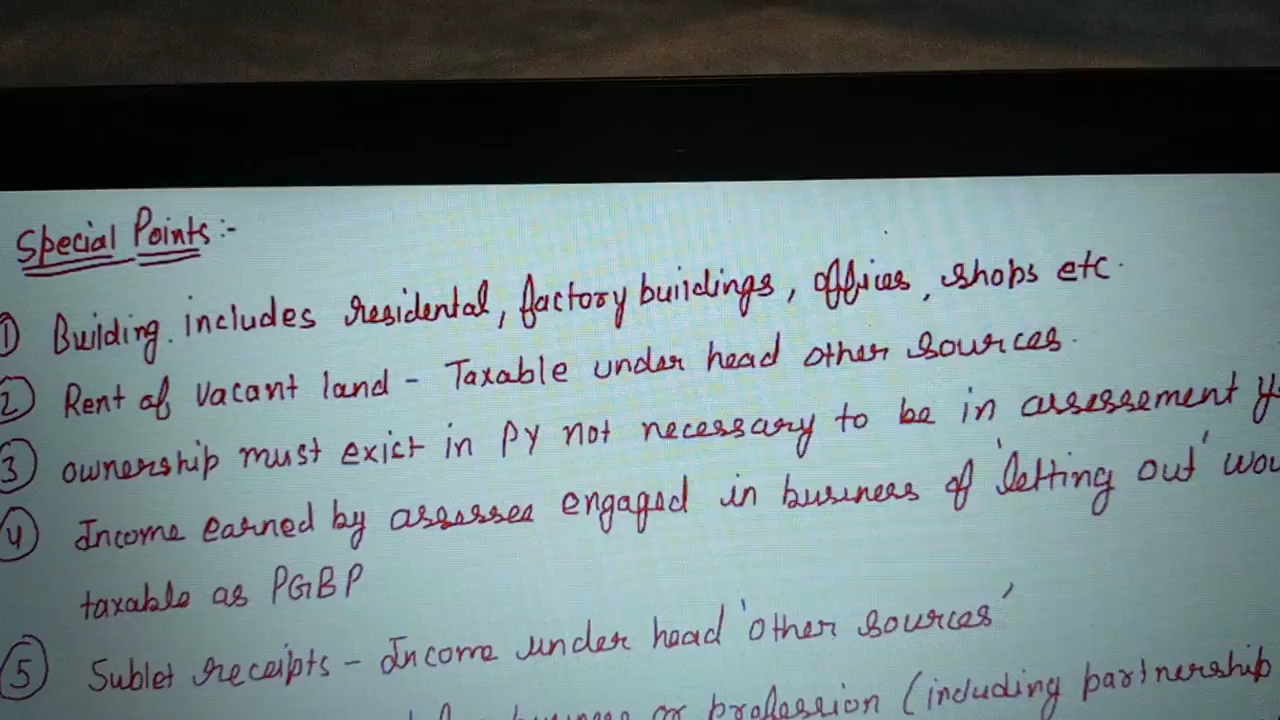 Special Points :-
① Building. includes residental, factory buildings, offices, shops etc.
② Rent of vacant land - Taxable under head other sources.
③ ownership must exict in PY not necessary to be in assessement
④ Income earned by assessee engaged in business of 'letting out'
taxable as PGBP
⑤ Sublet receipts - Income under head 'other sources'
business or profession (including partnership